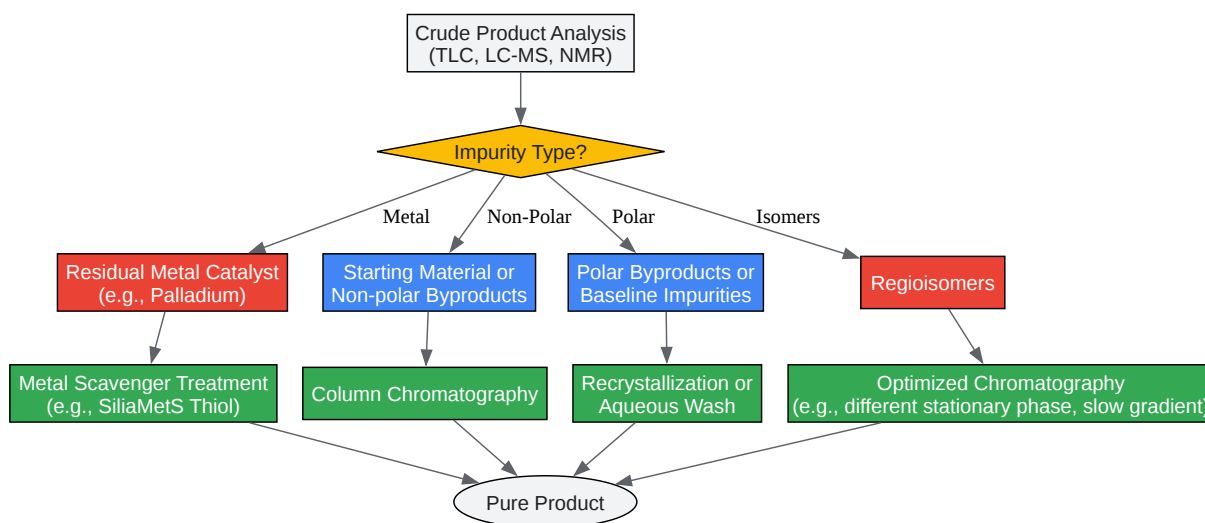 Crude Product Analysis
(TLC, LC-MS, NMR)
Impurity Type?
Metal
Non-Polar
Polar
Isomers
Residual Metal Catalyst
(e.g., Palladium)
Starting Material or
Non-polar Byproducts
Polar Byproducts or
Baseline Impurities
Regioisomers
Metal Scavenger Treatment
(e.g., SiliaMetS Thiol)
Column Chromatography
Recrystallization or
Aqueous Wash
Optimized Chromatography
(e.g., different stationary phase, slow gradient)
Pure Product